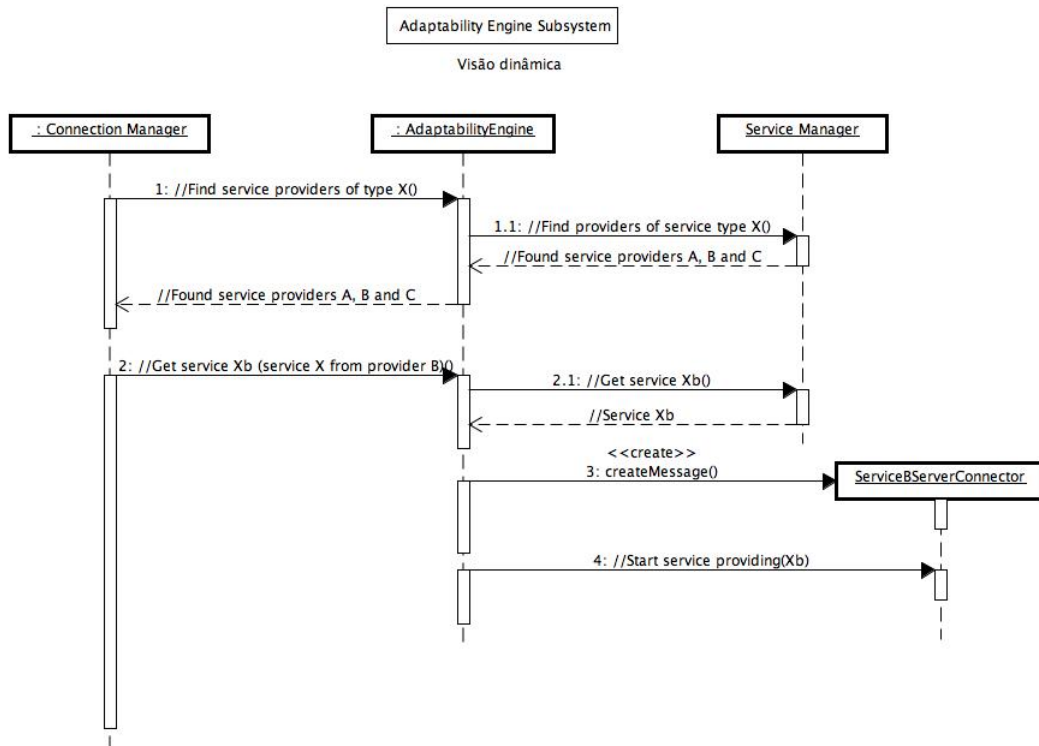 Adaptability Engine Subsystem
Visão dinâmica
: Connection Manager
: AdaptabilityEngine
Service Manager
1: //Find service providers of type X()
1.1: //Find providers of service type X()
//Found service providers A, B and C
//Found service providers A, B and C
2: //Get service Xb (service X from provider B)()
2.1: //Get service Xb()
//Service Xb
<<create>>
3: createMessage()
ServiceBServerConnector
4: //Start service providing(Xb)